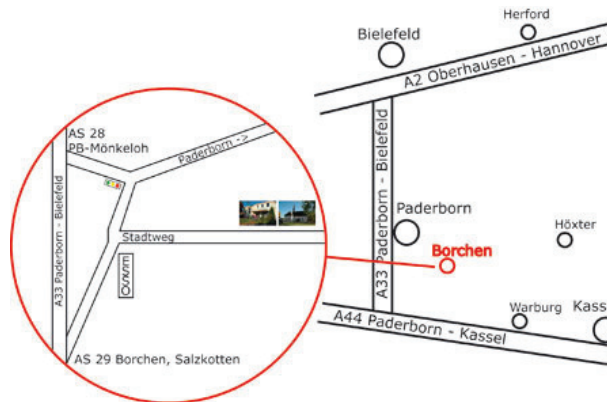 Herford
Bielefeld
A2 Oberhausen - Hannover
A33 Paderborn - Bielefeld
Paderborn
Borchen
Höxter
Warburg
Kass
A44 Paderborn - Kassel
AS 28
PB-Mönkeloh
Paderborn ->
A33 Paderborn - Bielefeld
Stadtweg
AS 29 Borchen, Salzkotten